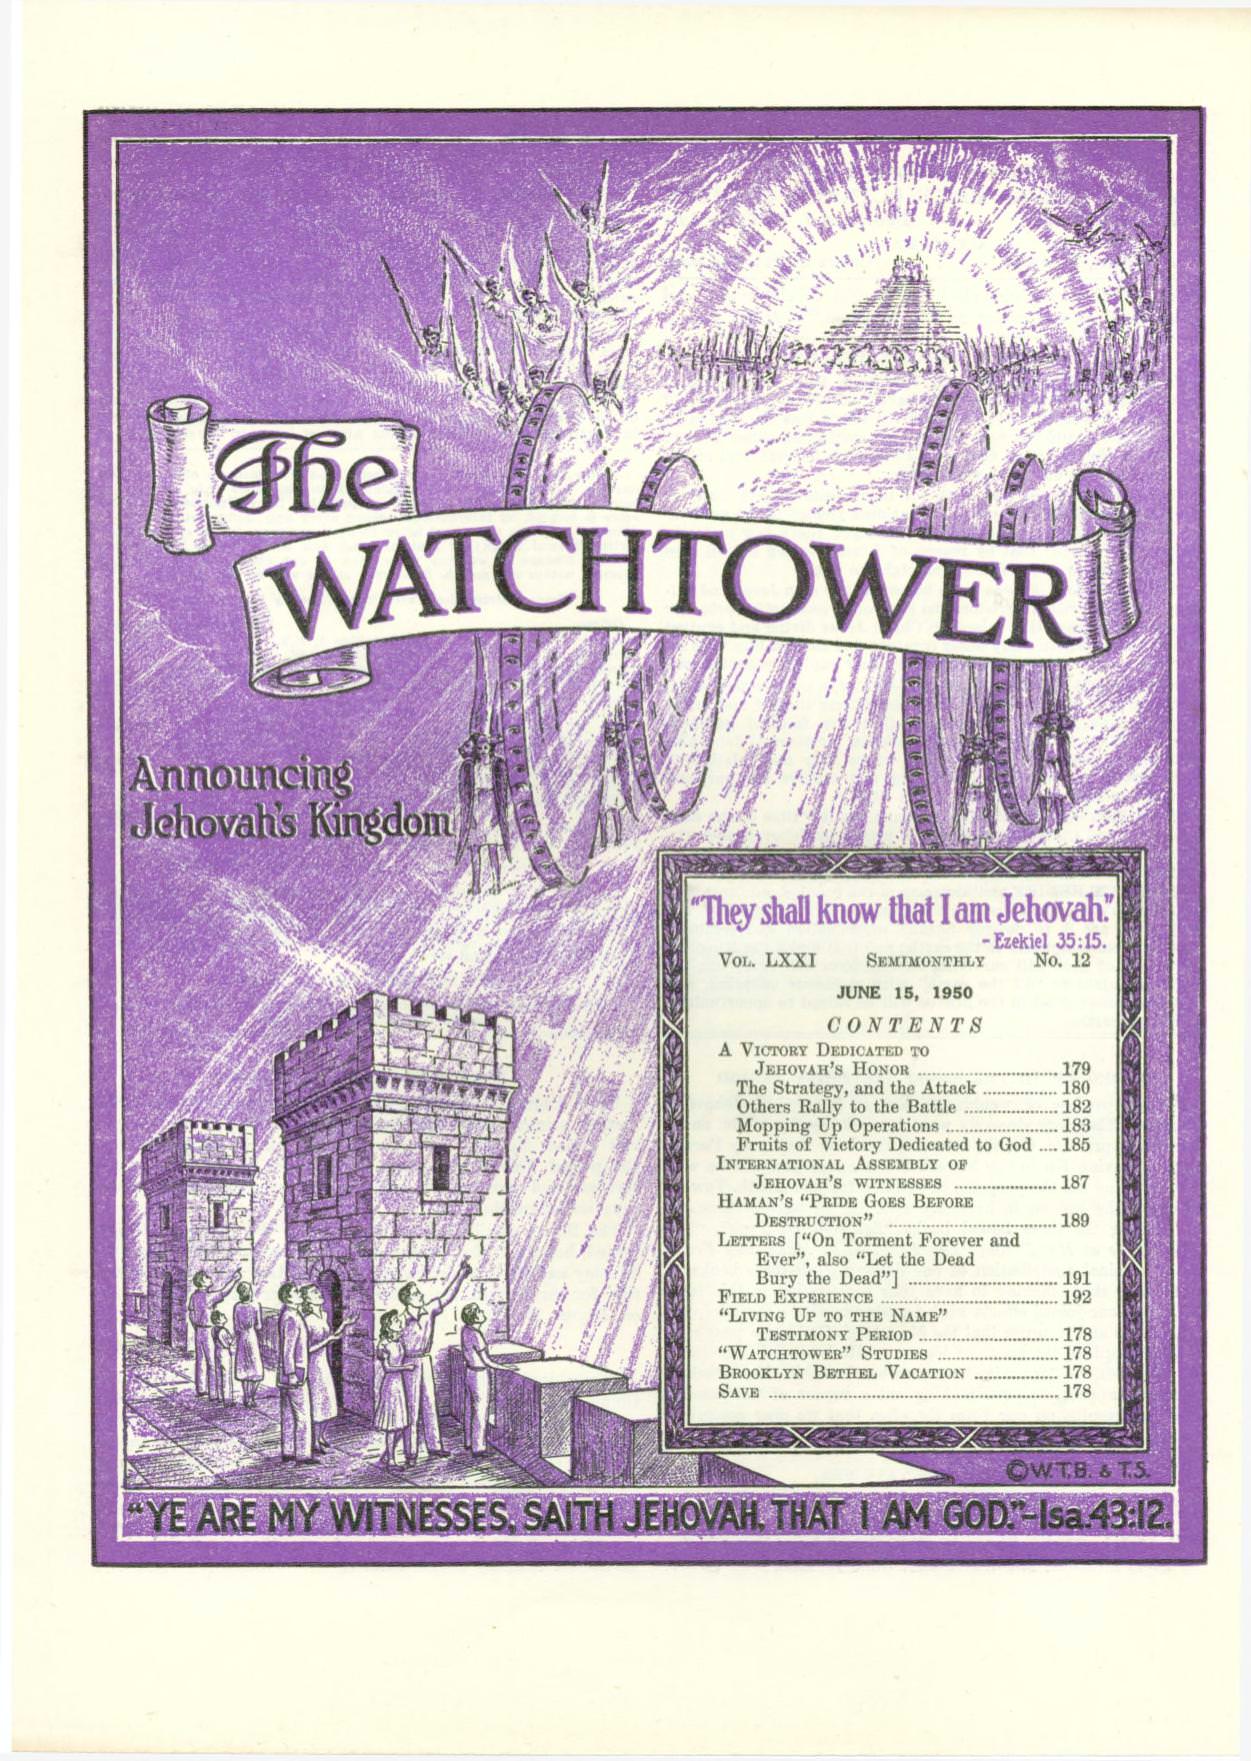 The
WATCHTOWER
Announcing
Jehovah's Kingdom
"They shall know that I am Jehovah."
- Ezekiel 35:15.
VOL. LXXI SEMIMONTHLY NO. 12
JUNE 15, 1950
CONTENTS
A VICTORY DEDICATED TO
JEHOVAH'S HONOR ........................ 179
The Strategy, and the Attack ............. 180
Others Rally to the Battle ................ 182
Mopping Up Operations ................... 183
Fruits of Victory Dedicated to God .... 185
INTERNATIONAL ASSEMBLY OF
JEHOVAH'S WITNESSES .................. 187
HAMAN'S "PRIDE GOES BEFORE
DESTRUCTION" ............................. 189
LETTERS ["On Torment Forever and
Ever", also "Let the Dead
Bury the Dead"] .......................... 191
FIELD EXPERIENCE ............................. 192
"LIVING UP TO THE NAME"
TESTIMONY PERIOD ........................ 178
"WATCHTOWER" STUDIES ..................... 178
BROOKLYN BETHEL VACATION .............. 178
SAVE .................................................. 178
©W.T.B. & T.S.
"YE ARE MY WITNESSES, SAITH JEHOVAH, THAT I AM GOD."-Isa.43:12.